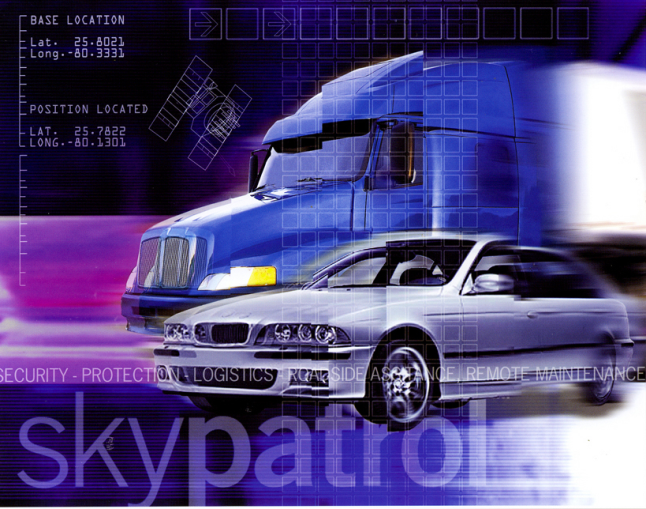 BASE LOCATION
Lat. 25.8021
Long.-80.3331
POSITION LOCATED
LAT. 25.7822
LONG.-80.1301
SECURITY - PROTECTION - LOGISTICS - ROADSIDE ASSISTANCE, REMOTE MAINTENANCE
skypatrol